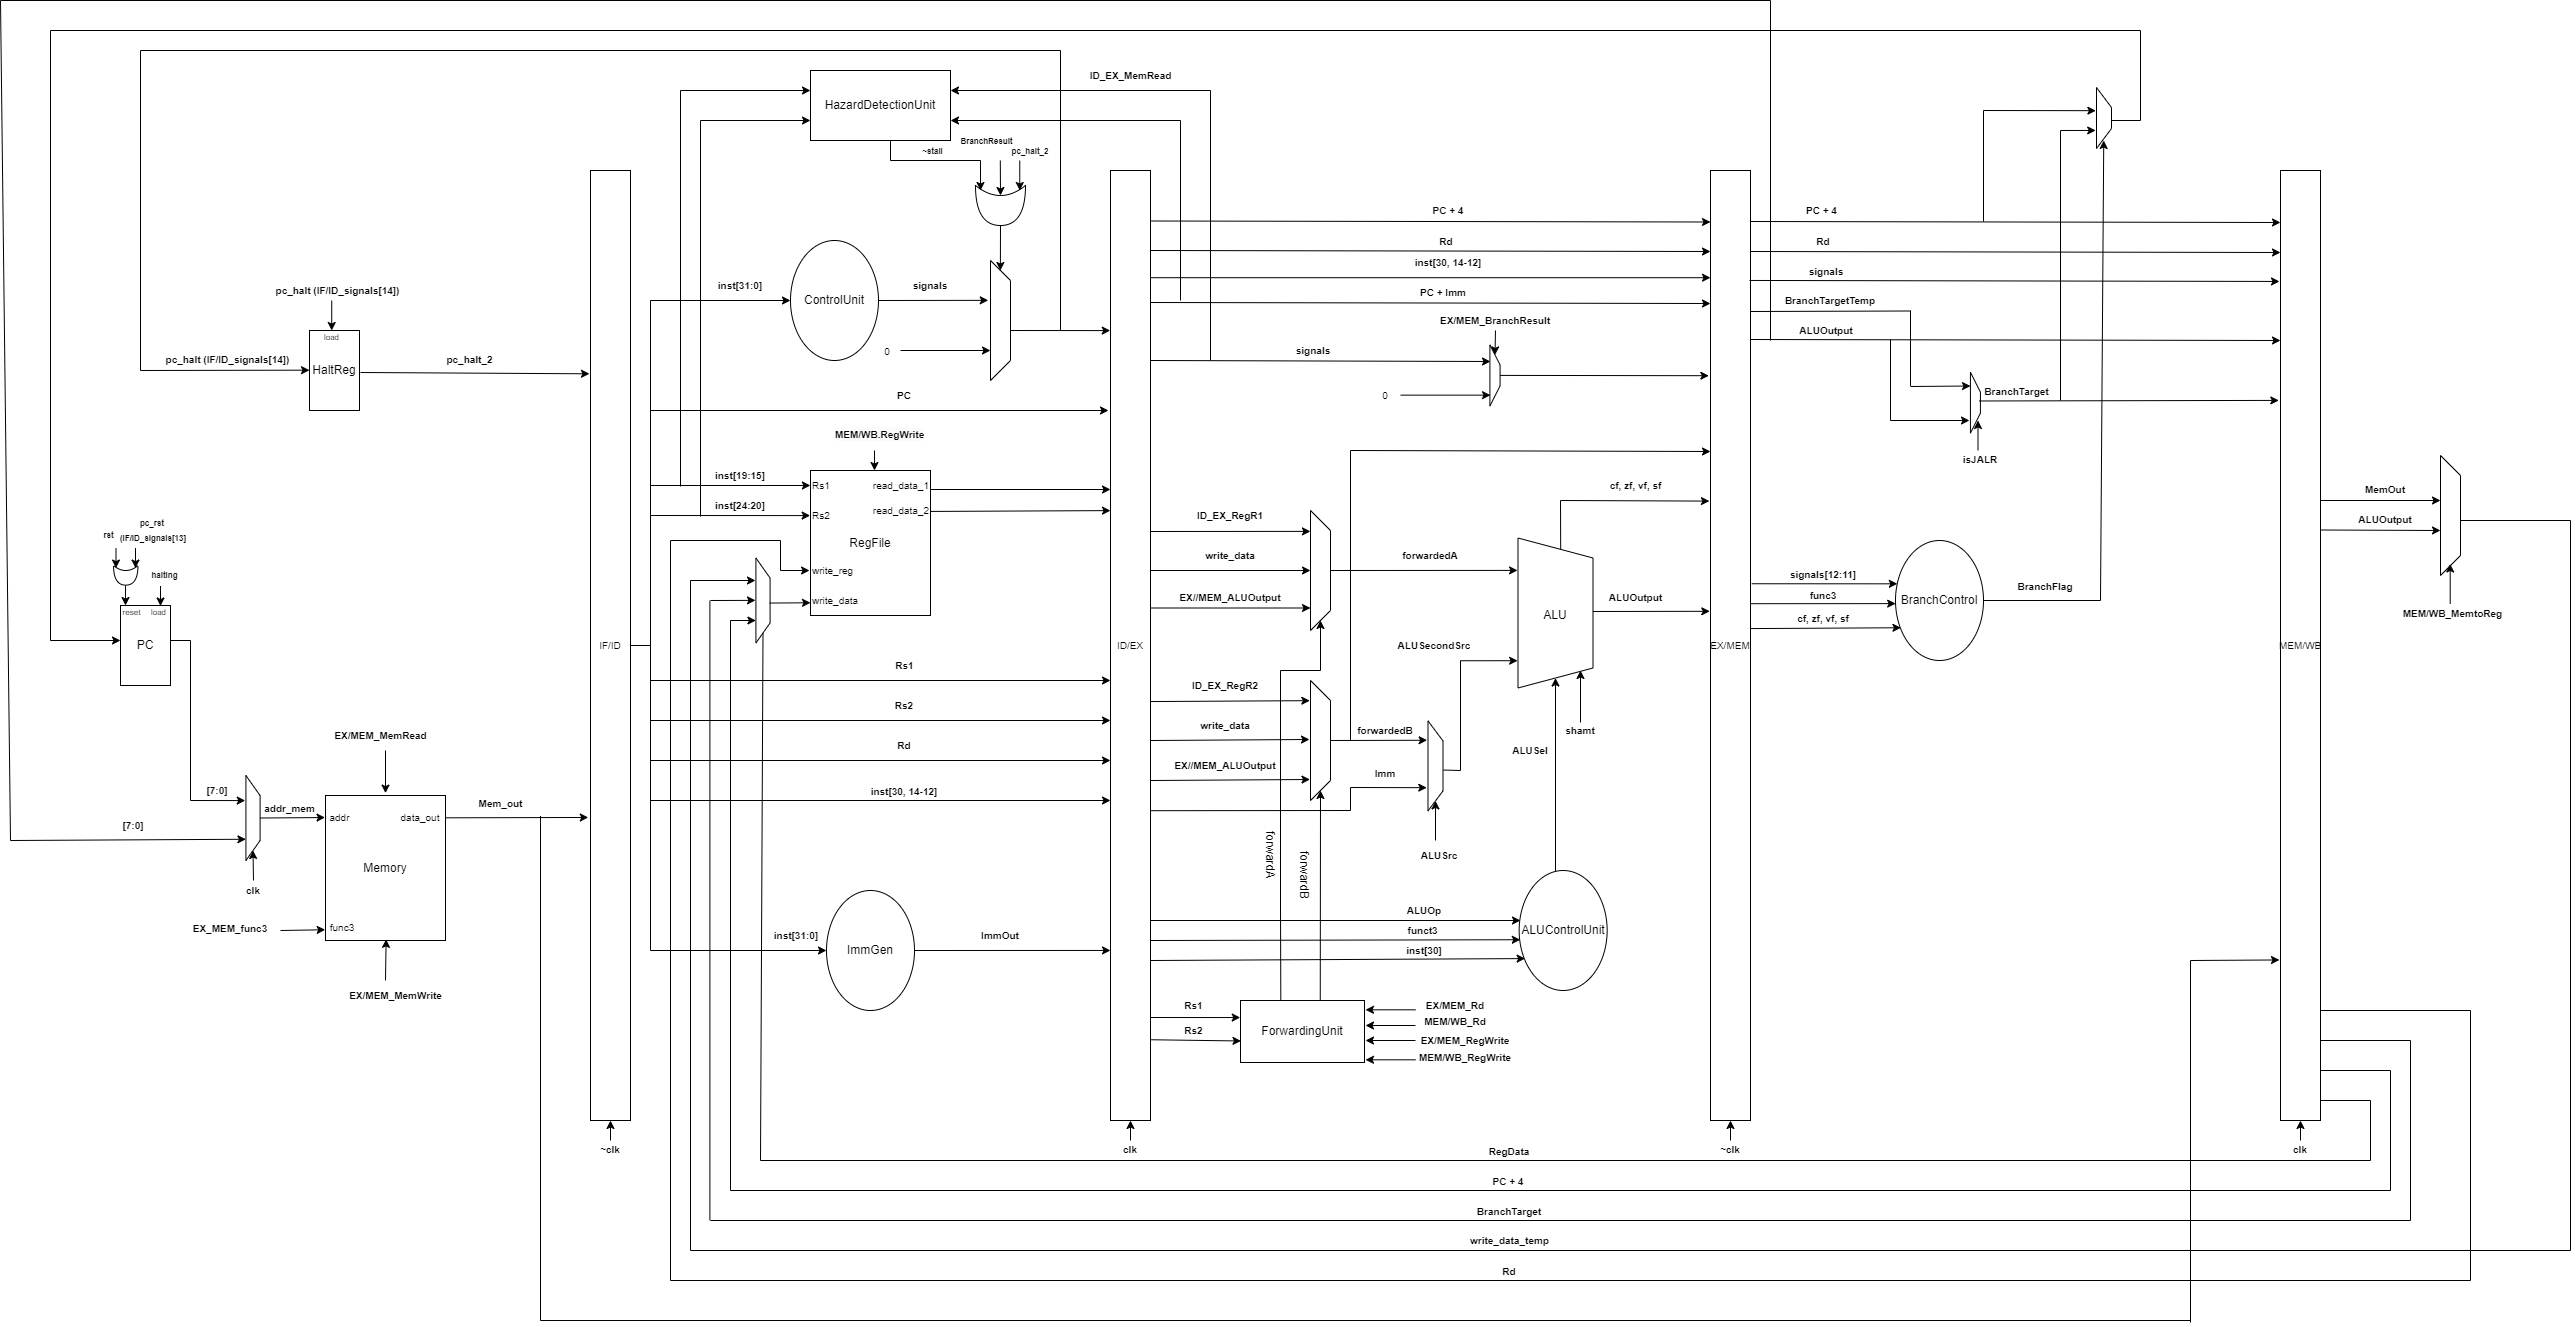 ID_EX_MemRead
HazardDetectionUnit
BranchResult
~stall
pc_halt_2
PC + 4
PC + 4
Rd
Rd
inst[30, 14-12]
signals
PC + Imm
BranchTargetTemp
EX/MEM_BranchResult
ALUOutput
inst[31:0]
ControlUnit
signals
0
pc_halt (IF/ID_signals[14])
load
pc_halt (IF/ID_signals[14])
HaltReg
pc_halt_2
signals
0
BranchTarget
isJALR
PC
MEM/WB.RegWrite
inst[19:15]
Rs1
read_data_1
inst[24:20]
Rs2
read_data_2
RegFile
write_reg
write_data
cf, zf, vf, sf
MemOut
ALUOutput
MEM/WB_MemtoReg
pc_rst
rst
(IF/ID_signals[13]
halting
reset
load
PC
ID_EX_RegR1
write_data
EX//MEM_ALUOutput
forwardedA
ALU
ALUOutput
signals[12:11]
func3
cf, zf, vf, sf
BranchControl
BranchFlag
IF/ID
ID/EX
EX/MEM
MEM/WB
ALUSecondSrc
Rs1
ID_EX_RegR2
Rs2
write_data
forwardedB
shamt
Rd
ALUSel
EX//MEM_ALUOutput
Imm
inst[30, 14-12]
EX/MEM_MemRead
[7:0]
addr_mem
[7:0]
addr
data_out
Mem_out
Memory
clk
EX_MEM_func3
func3
EX/MEM_MemWrite
ALUSrc
forwardA
forwardB
ALUOp
funct3
inst[30]
ALUControlUnit
inst[31:0]
ImmGen
ImmOut
Rs1
Rs2
ForwardingUnit
EX/MEM_Rd
MEM/WB_Rd
EX/MEM_RegWrite
MEM/WB_RegWrite
~clk
clk
~clk
clk
RegData
PC + 4
BranchTarget
write_data_temp
Rd